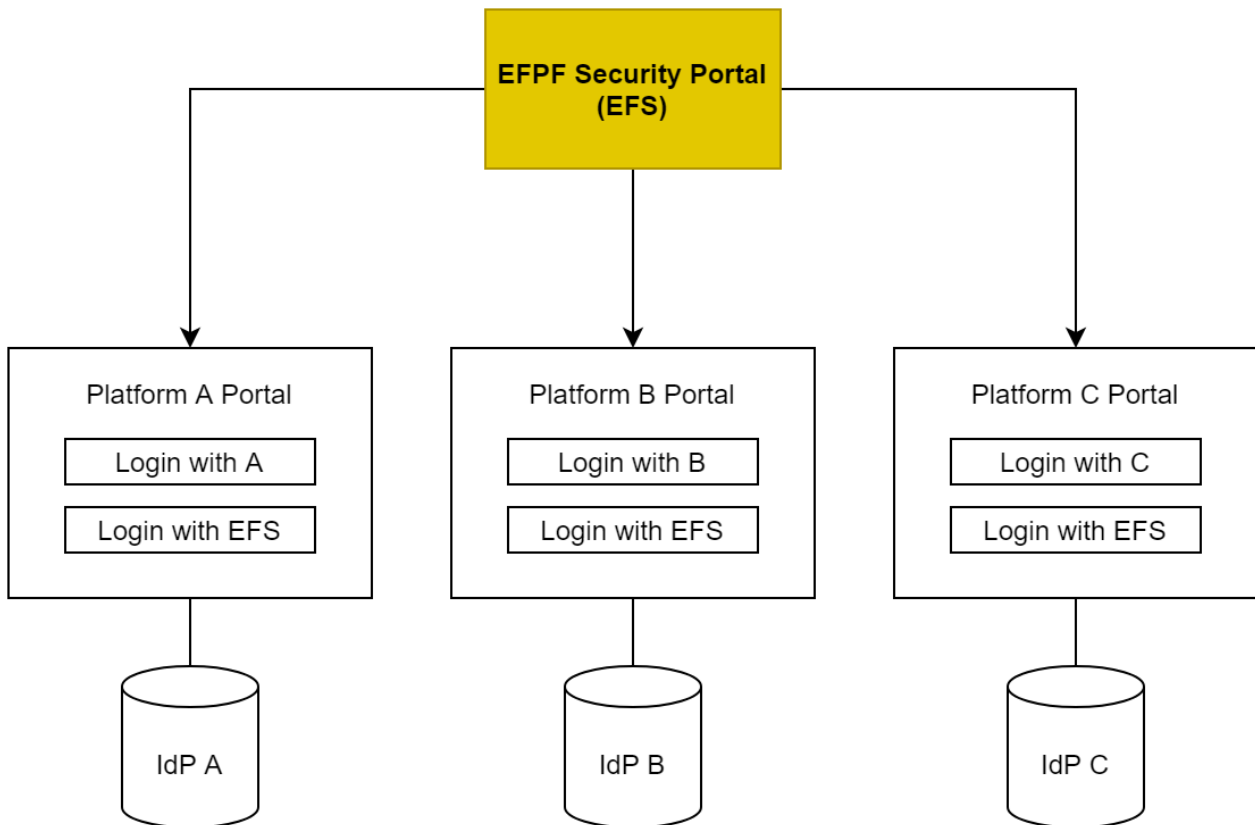 EFPF Security Portal
(EFS)
Platform A Portal
Login with A
Login with EFS
Platform B Portal
Login with B
Login with EFS
Platform C Portal
Login with C
Login with EFS
IdP A
IdP B
IdP C